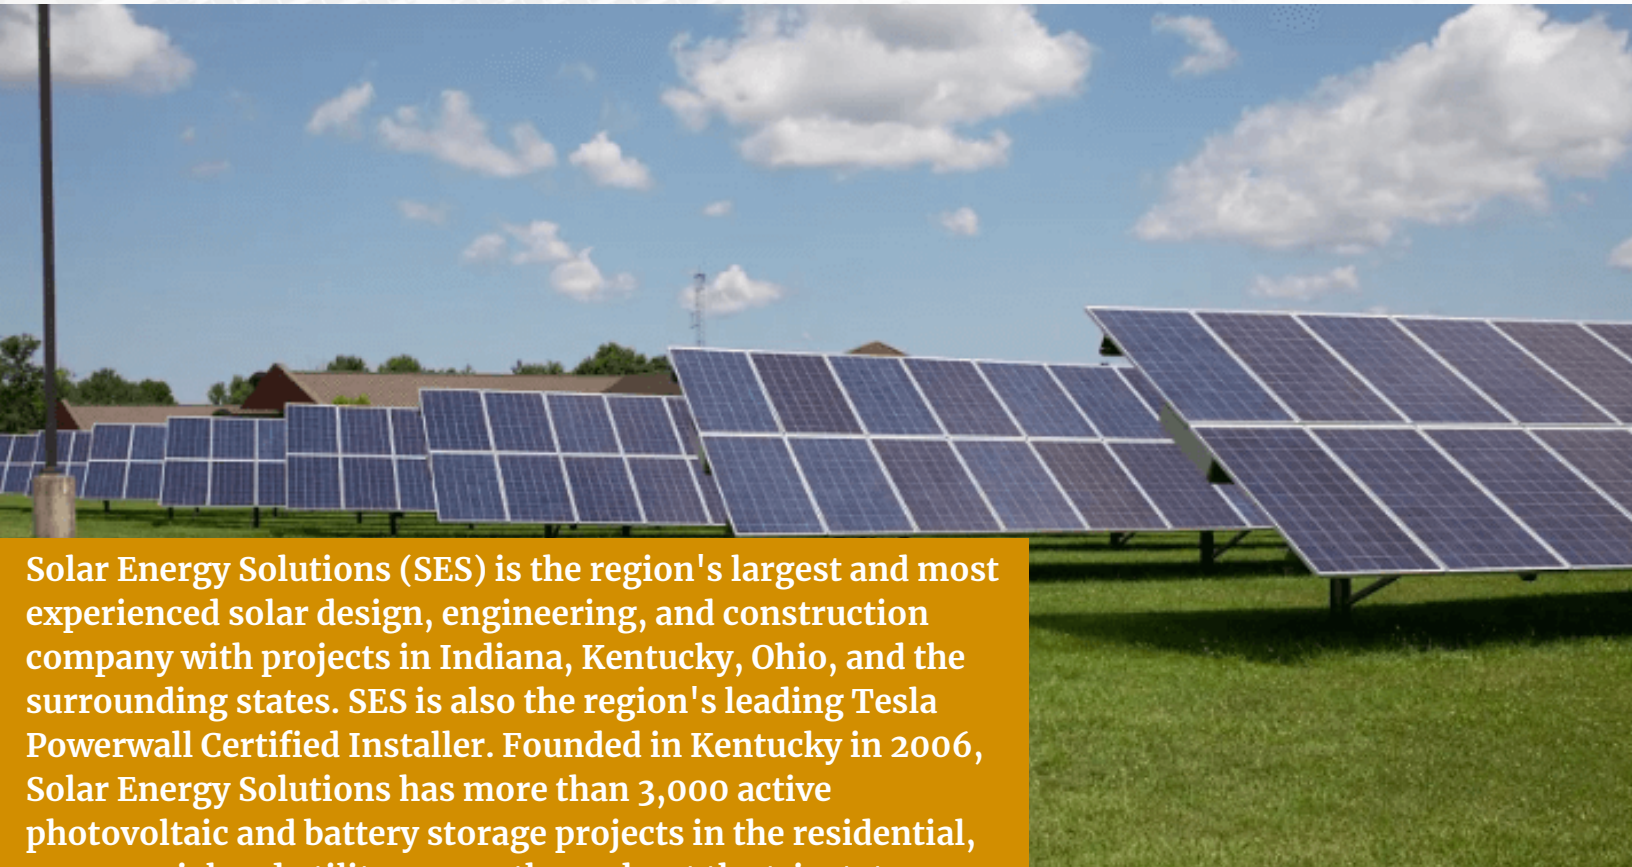 Solar Energy Solutions (SES) is the region's largest and most
experienced solar design, engineering, and construction
company with projects in Indiana, Kentucky, Ohio, and the
surrounding states. SES is also the region's leading Tesla
Powerwall Certified Installer. Founded in Kentucky in 2006,
Solar Energy Solutions has more than 3,000 active
photovoltaic and battery storage projects in the residential,